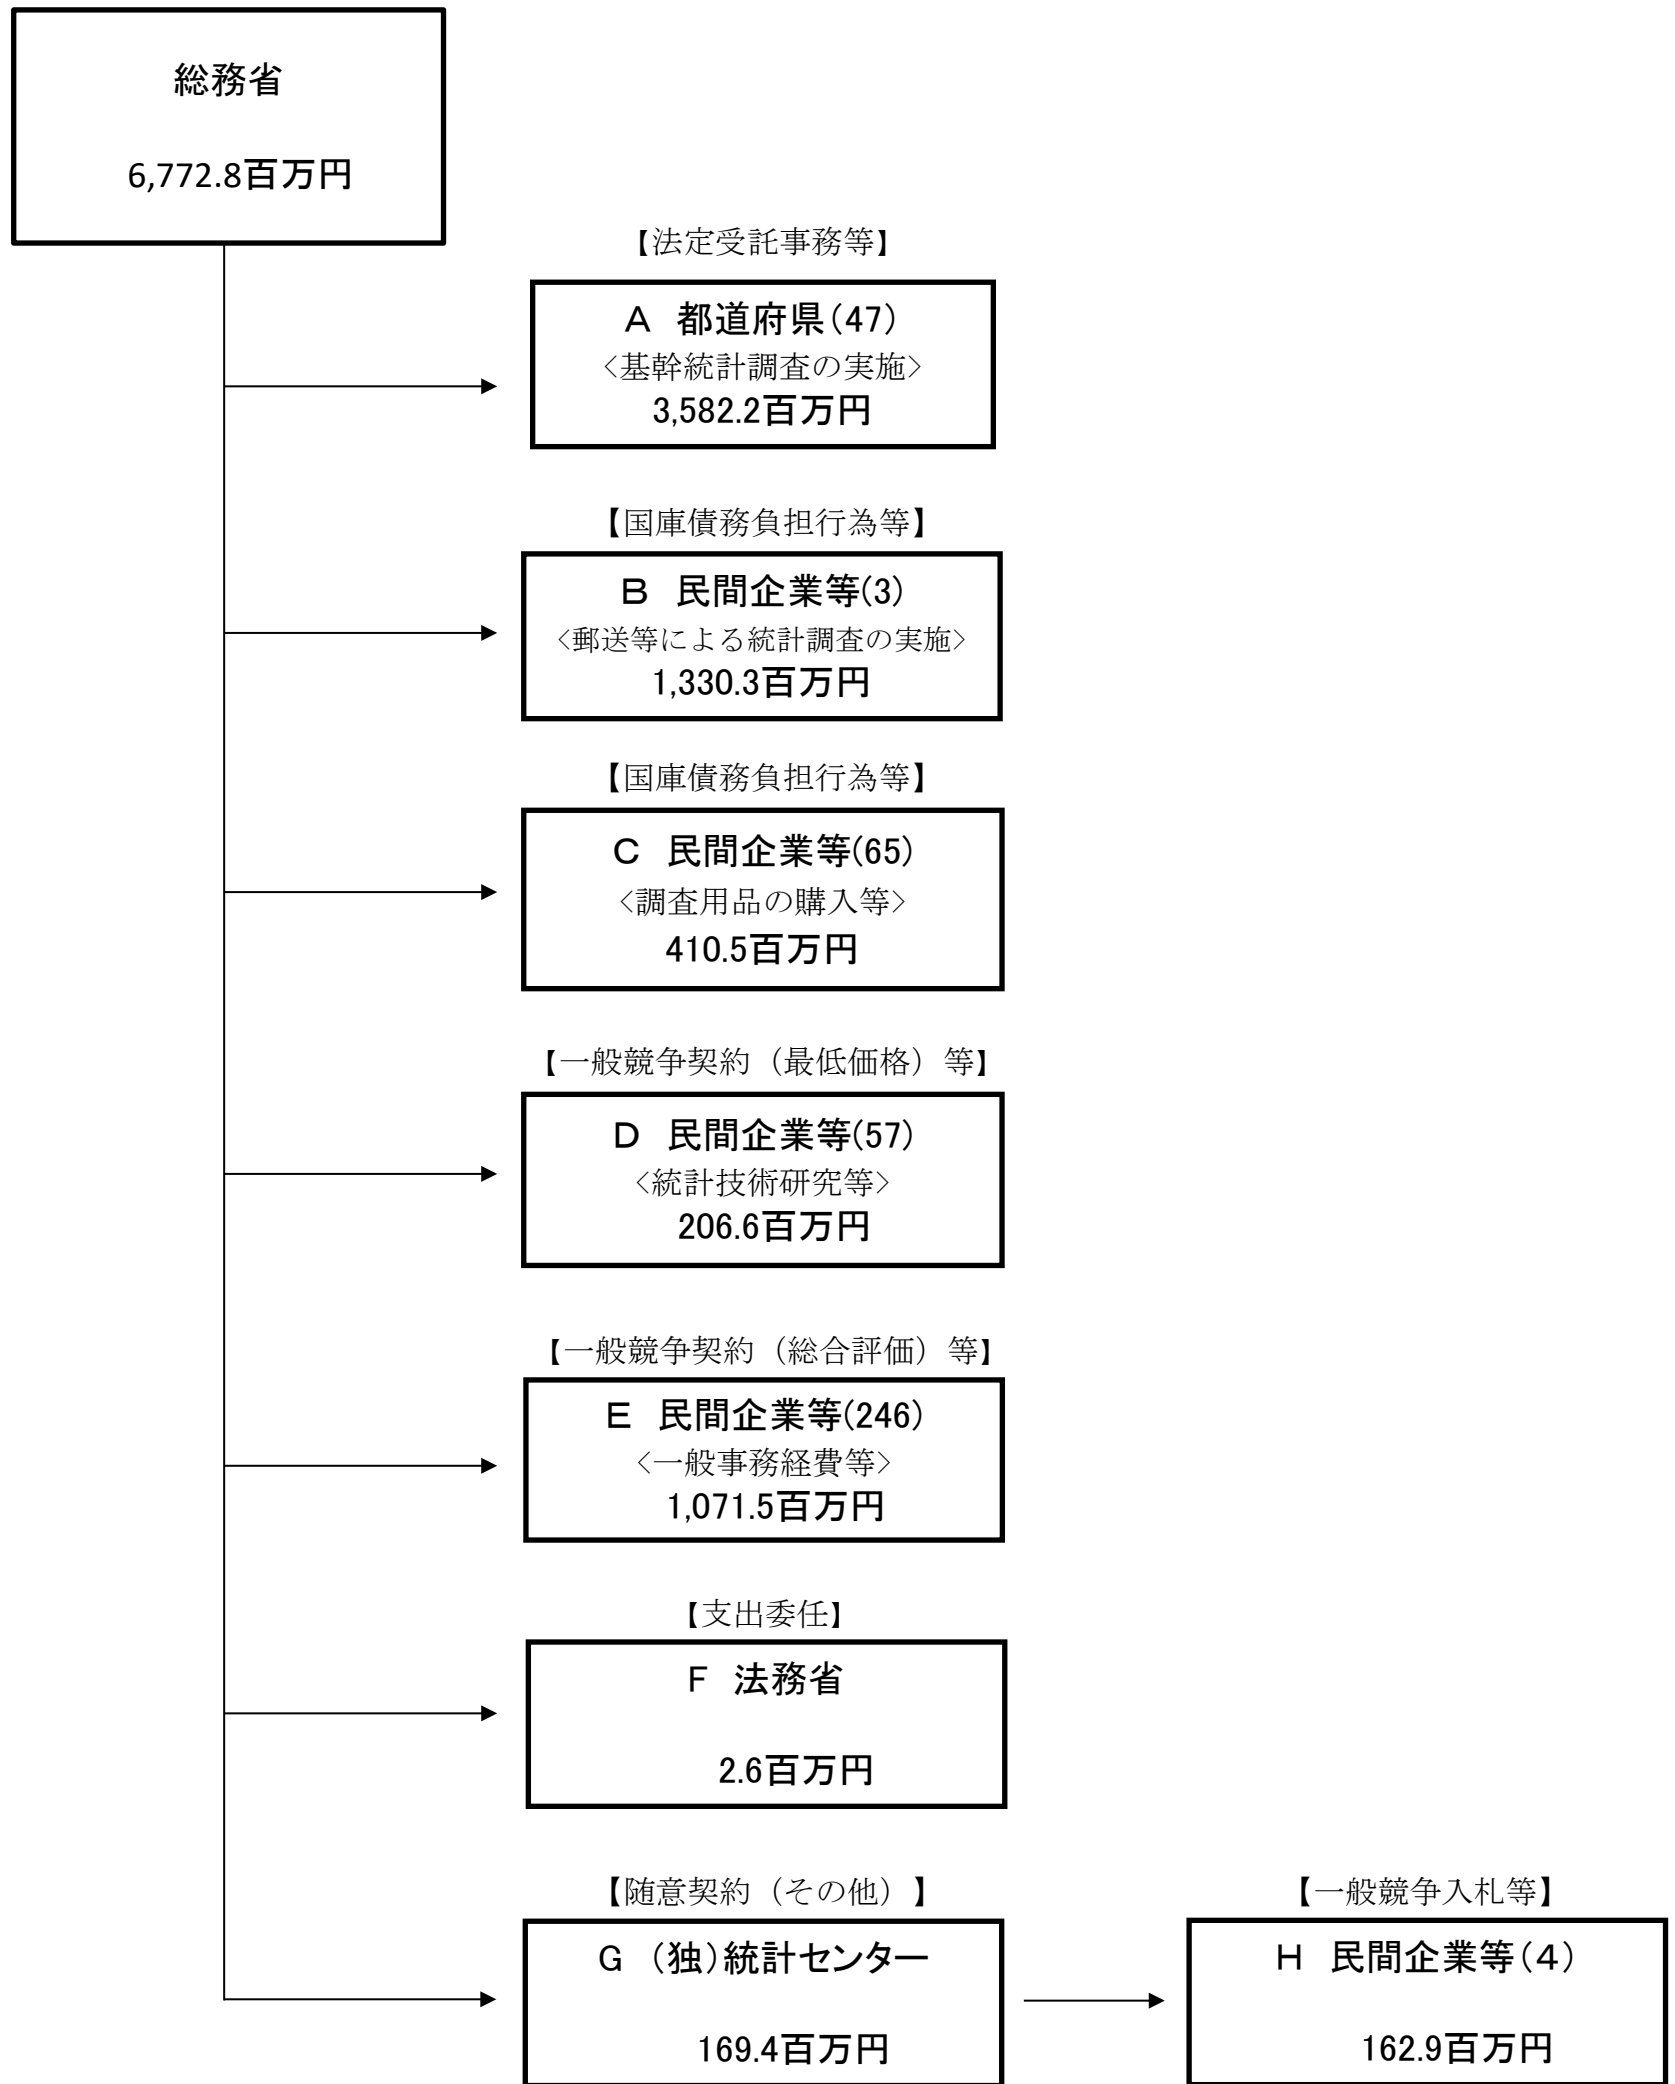 総務省
6,772.8百万円
【法定受託事務等】
A　都道府県(47)
<基幹統計調査の実施>
3,582.2百万円
【国庫債務負担行為等】
B　民間企業等(3)
<郵送等による統計調査の実施>
1,330.3百万円
【国庫債務負担行為等】
C　民間企業等(65)
<調査用品の購入等>
410.5百万円
【一般競争契約（最低価格）等】
D　民間企業等(57)
<統計技術研究等>
206.6百万円
【一般競争契約（総合評価）等】
E　民間企業等(246)
<一般事務経費等>
1,071.5百万円
【支出委任】
F　法務省
2.6百万円
【随意契約（その他）】
G　（独）統計センター
169.4百万円
【一般競争入札等】
H　民間企業等（４）
162.9百万円